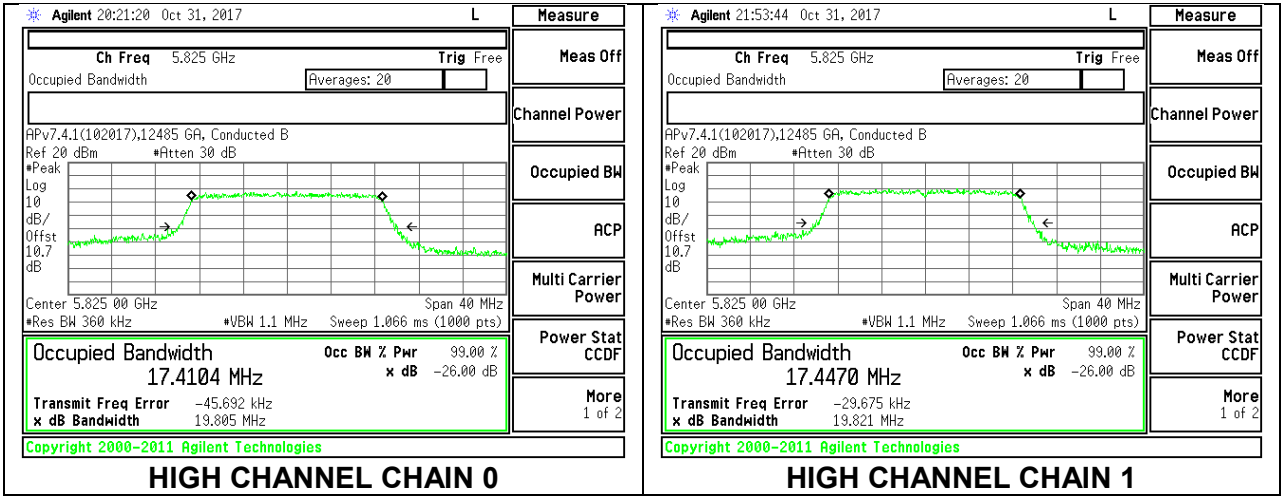 Agilent 20:21:20 Oct 31, 2017 L
Measure
Ch Freq 5.825 GHz Trig Free
Occupied Bandwidth Averages: 20
APv7.4.1(102017),12485 GA, Conducted B
Ref 20 dBm #Atten 30 dB
#Peak
Log
10
dB/
Offst
10.7
dB
Center 5.825 00 GHz Span 40 MHz
#Res BW 360 kHz #VBW 1.1 MHz Sweep 1.066 ms (1000 pts)
Occupied Bandwidth Occ BW % Pwr 99.00 %
17.4104 MHz x dB -26.00 dB
Transmit Freq Error -45.692 kHz
x dB Bandwidth 19.805 MHz
Copyright 2000-2011 Agilent Technologies
Meas Off
Channel Power
Occupied BW
ACP
Multi Carrier
Power
Power Stat
CCDF
More
1 of 2
HIGH CHANNEL CHAIN 0
Agilent 21:53:44 Oct 31, 2017 L
Measure
Ch Freq 5.825 GHz Trig Free
Occupied Bandwidth Averages: 20
APv7.4.1(102017),12485 GA, Conducted B
Ref 20 dBm #Atten 30 dB
#Peak
Log
10
dB/
Offst
10.7
dB
Center 5.825 00 GHz Span 40 MHz
#Res BW 360 kHz #VBW 1.1 MHz Sweep 1.066 ms (1000 pts)
Occupied Bandwidth Occ BW % Pwr 99.00 %
17.4470 MHz x dB -26.00 dB
Transmit Freq Error -29.675 kHz
x dB Bandwidth 19.821 MHz
Copyright 2000-2011 Agilent Technologies
Meas Off
Channel Power
Occupied BW
ACP
Multi Carrier
Power
Power Stat
CCDF
More
1 of 2
HIGH CHANNEL CHAIN 1